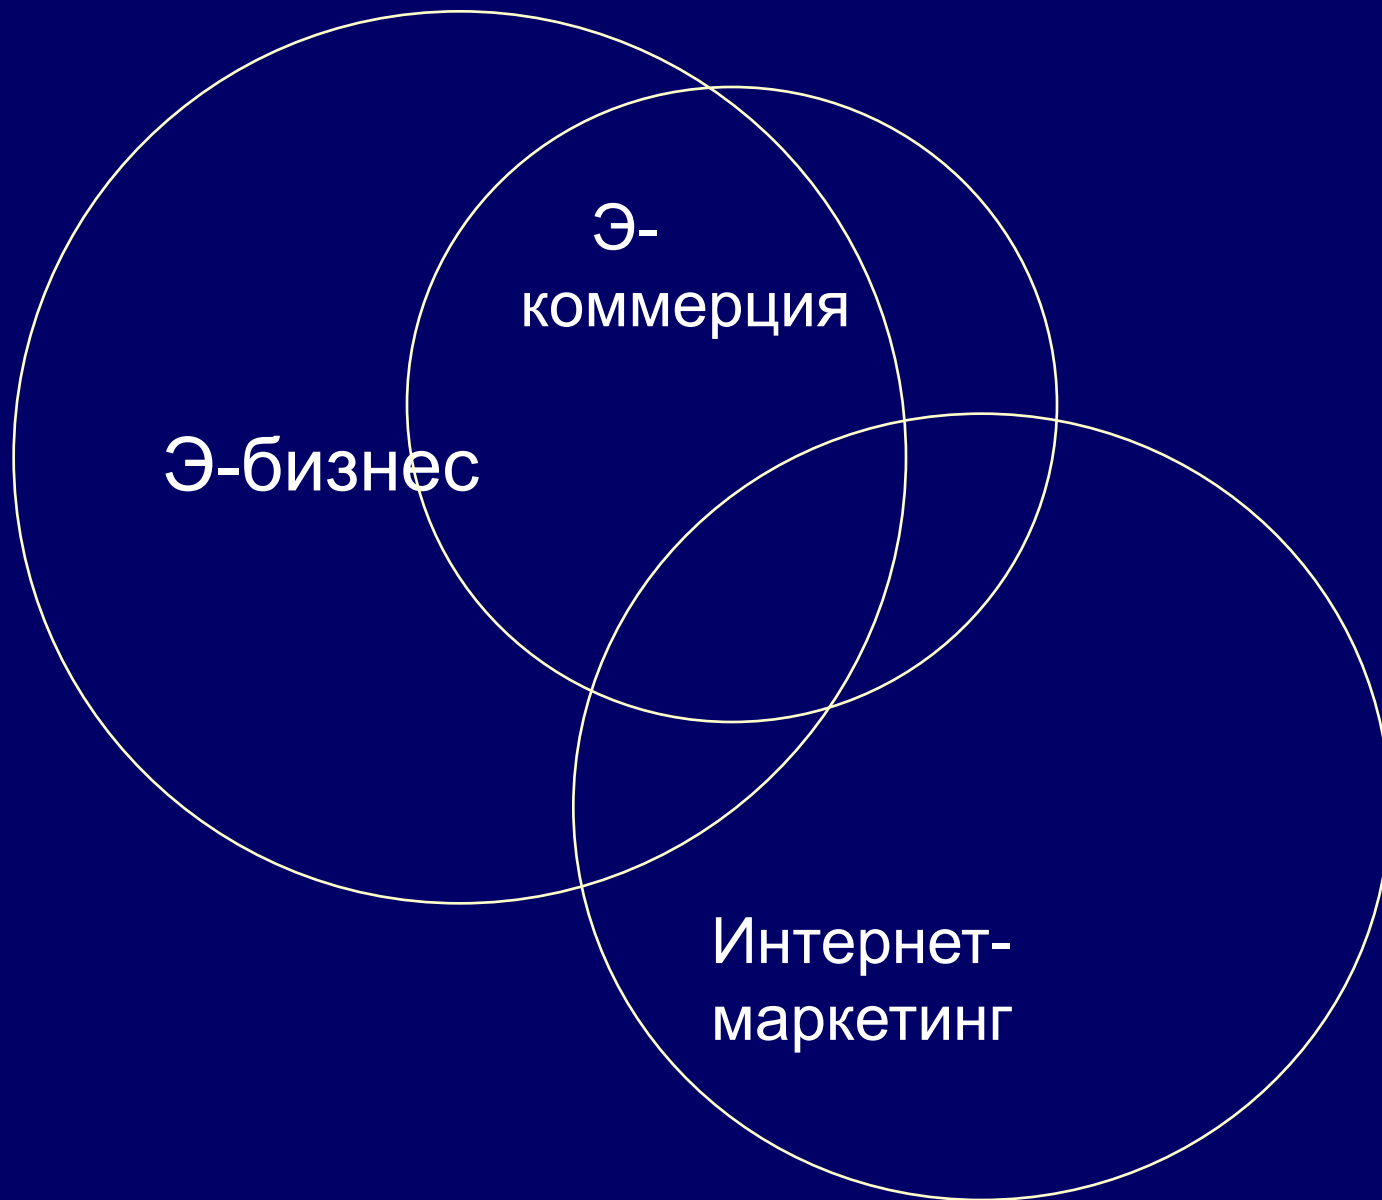 Э-
коммерция
Э-бизнес
Интернет-
маркетинг